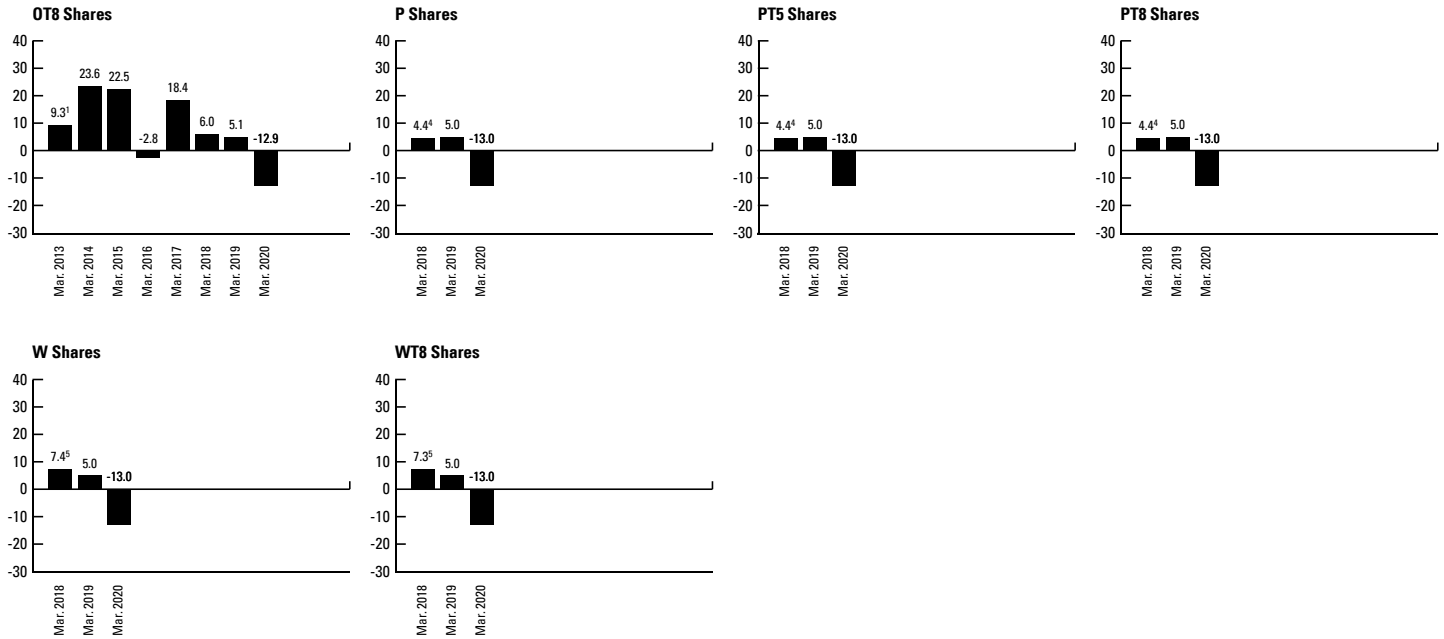 OT8 Shares
40
30
20
10
0
-10
-20
-30
9.3¹
23.6
22.5
-2.8
18.4
6.0
5.1
-12.9
Mar. 2013
Mar. 2014
Mar. 2015
Mar. 2016
Mar. 2017
Mar. 2018
Mar. 2019
Mar. 2020
P Shares
40
30
20
10
0
-10
-20
-30
4.4⁴
5.0
-13.0
Mar. 2018
Mar. 2019
Mar. 2020
PT5 Shares
40
30
20
10
0
-10
-20
-30
4.4⁴
5.0
-13.0
Mar. 2018
Mar. 2019
Mar. 2020
PT8 Shares
40
30
20
10
0
-10
-20
-30
4.4⁴
5.0
-13.0
Mar. 2018
Mar. 2019
Mar. 2020
W Shares
40
30
20
10
0
-10
-20
-30
7.4⁵
5.0
-13.0
Mar. 2018
Mar. 2019
Mar. 2020
WT8 Shares
40
30
20
10
0
-10
-20
-30
7.3⁵
5.0
-13.0
Mar. 2018
Mar. 2019
Mar. 2020